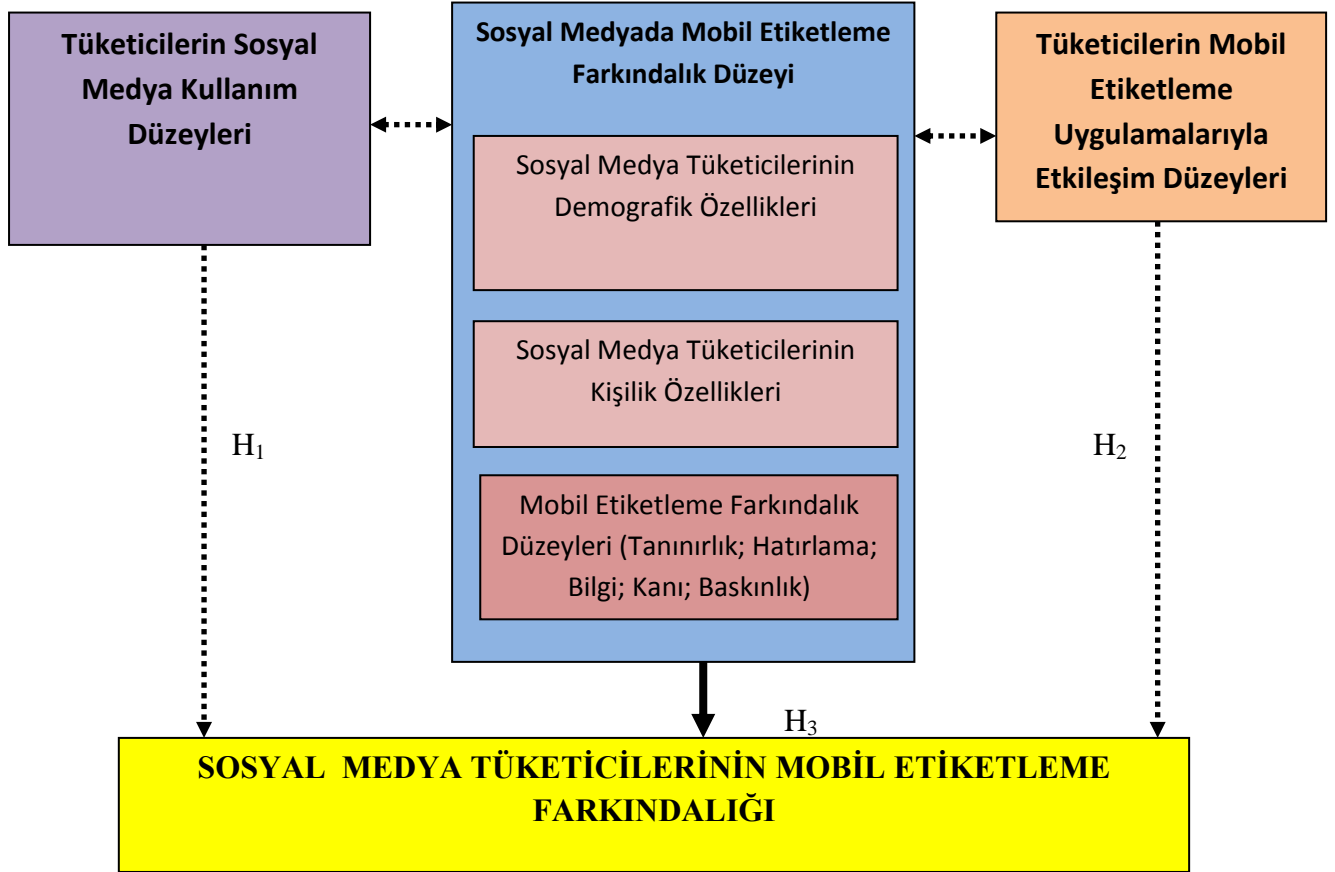 Tüketicilerin Sosyal
Medya Kullanım
Düzeyleri
Sosyal Medyada Mobil Etiketleme
Farkındalık Düzeyi
Sosyal Medya Tüketicilerinin
Demografik Özellikleri
Sosyal Medya Tüketicilerinin
Kişilik Özellikleri
Mobil Etiketleme Farkındalık
Düzeyleri (Tanınırlık; Hatırlama;
Bilgi; Kanı; Baskınlık)
Tüketicilerin Mobil
Etiketleme
Uygulamalarıyla
Etkileşim Düzeyleri
H₁
H₂
H₃
SOSYAL MEDYA TÜKETİCİLERİNİN MOBİL ETİKETLEME
FARKINDALIĞI